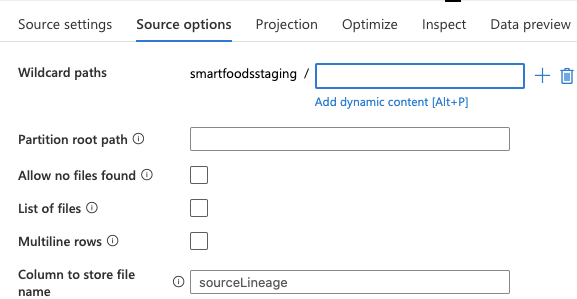 Source settings Source options Projection Optimize Inspect Data preview
Wildcard paths smartfoodsstaging /
Add dynamic content [Alt+P]
Partition root path
Allow no files found
List of files
Multiline rows
Column to store file
name
sourceLineage